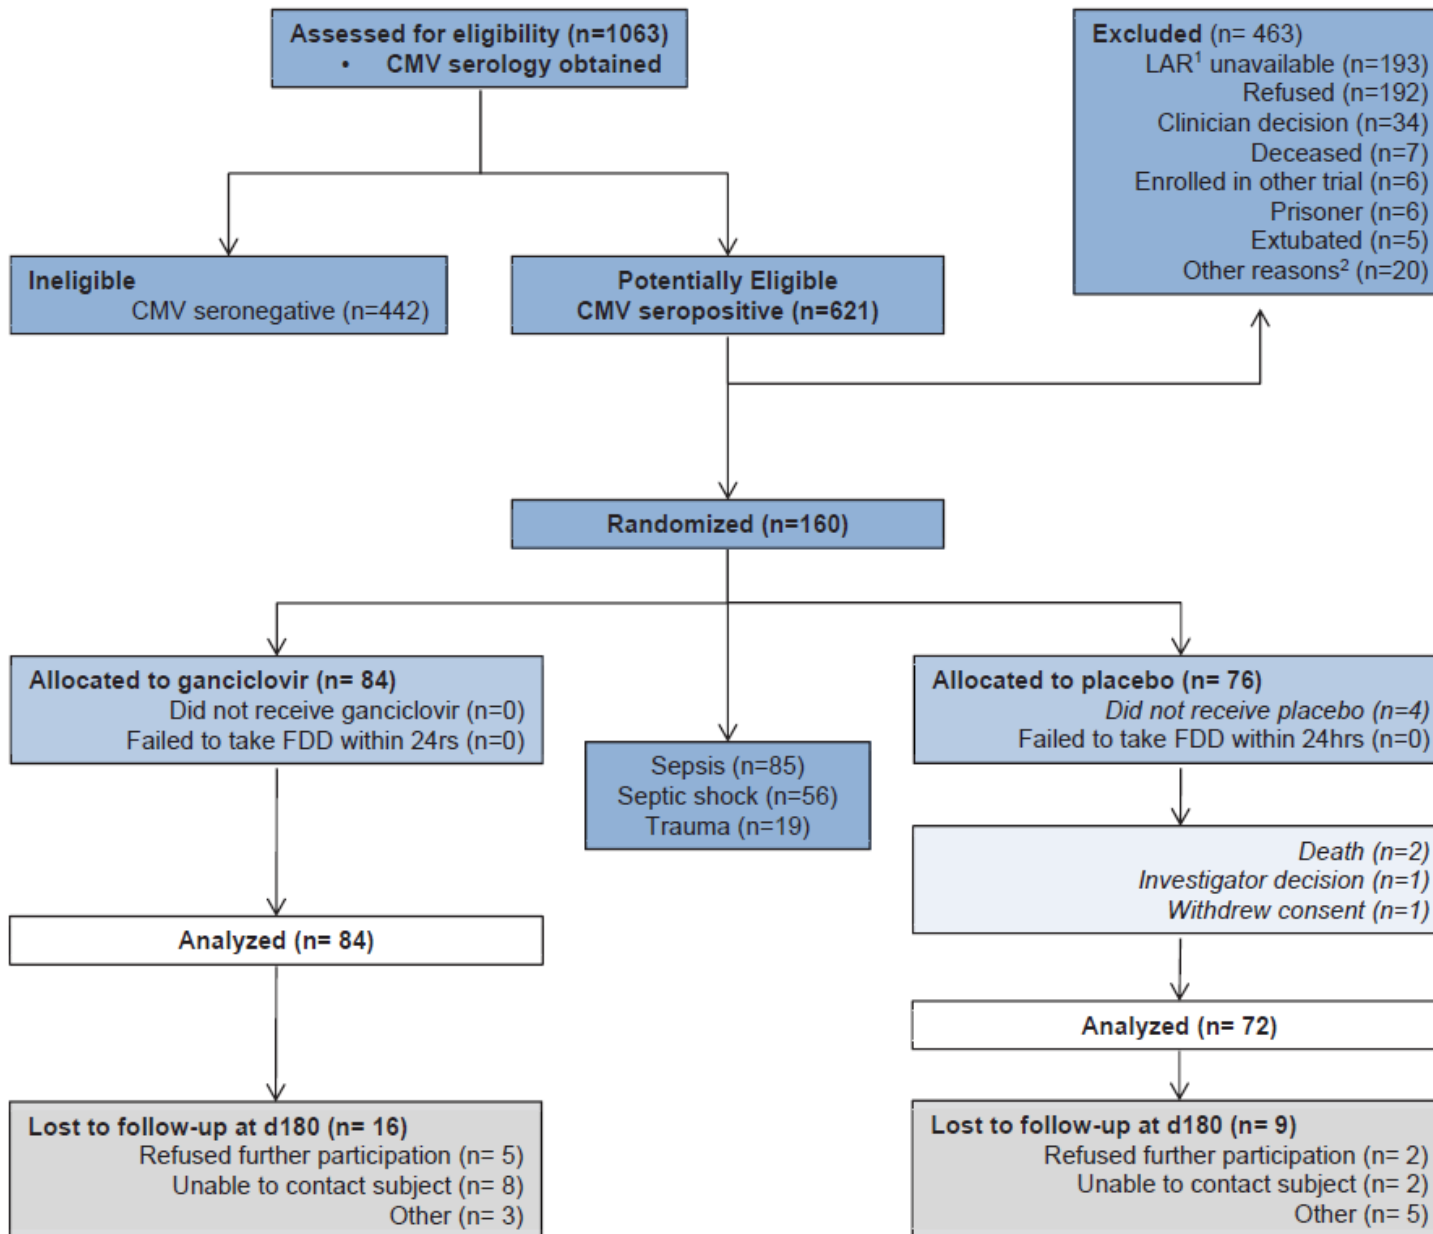 Assessed for eligibility (n=1063)
• CMV serology obtained
Excluded (n= 463)
LAR¹ unavailable (n=193)
Refused (n=192)
Clinician decision (n=34)
Deceased (n=7)
Enrolled in other trial (n=6)
Prisoner (n=6)
Extubated (n=5)
Other reasons² (n=20)
Ineligible
CMV seronegative (n=442)
Potentially Eligible
CMV seropositive (n=621)
Randomized (n=160)
Allocated to ganciclovir (n= 84)
Did not receive ganciclovir (n=0)
Failed to take FDD within 24rs (n=0)
Sepsis (n=85)
Septic shock (n=56)
Trauma (n=19)
Allocated to placebo (n= 76)
Did not receive placebo (n=4)
Failed to take FDD within 24hrs (n=0)
Death (n=2)
Investigator decision (n=1)
Withdrew consent (n=1)
Analyzed (n= 84)
Analyzed (n= 72)
Lost to follow-up at d180 (n= 16)
Refused further participation (n= 5)
Unable to contact subject (n= 8)
Other (n= 3)
Lost to follow-up at d180 (n= 9)
Refused further participation (n= 2)
Unable to contact subject (n= 2)
Other (n= 5)